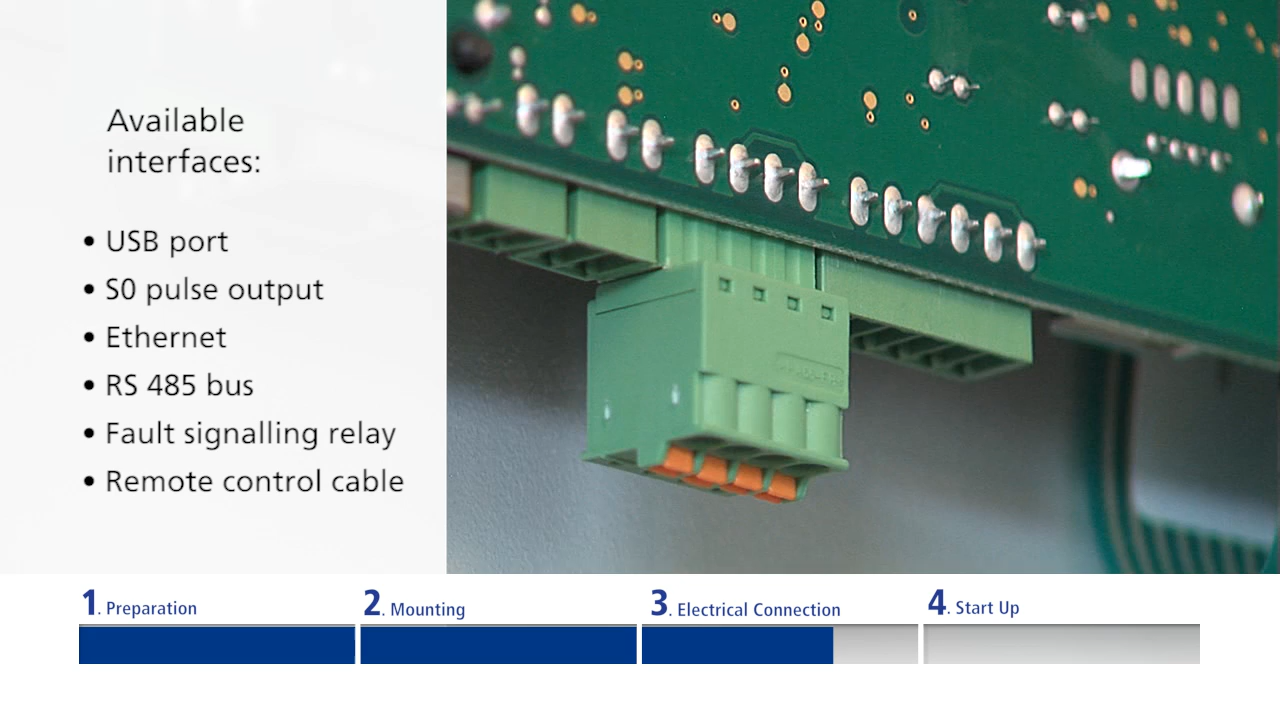 Available
interfaces:
• USB port
• S0 pulse output
• Ethernet
• RS 485 bus
• Fault signalling relay
• Remote control cable
1. Preparation
2. Mounting
3. Electrical Connection
4. Start Up